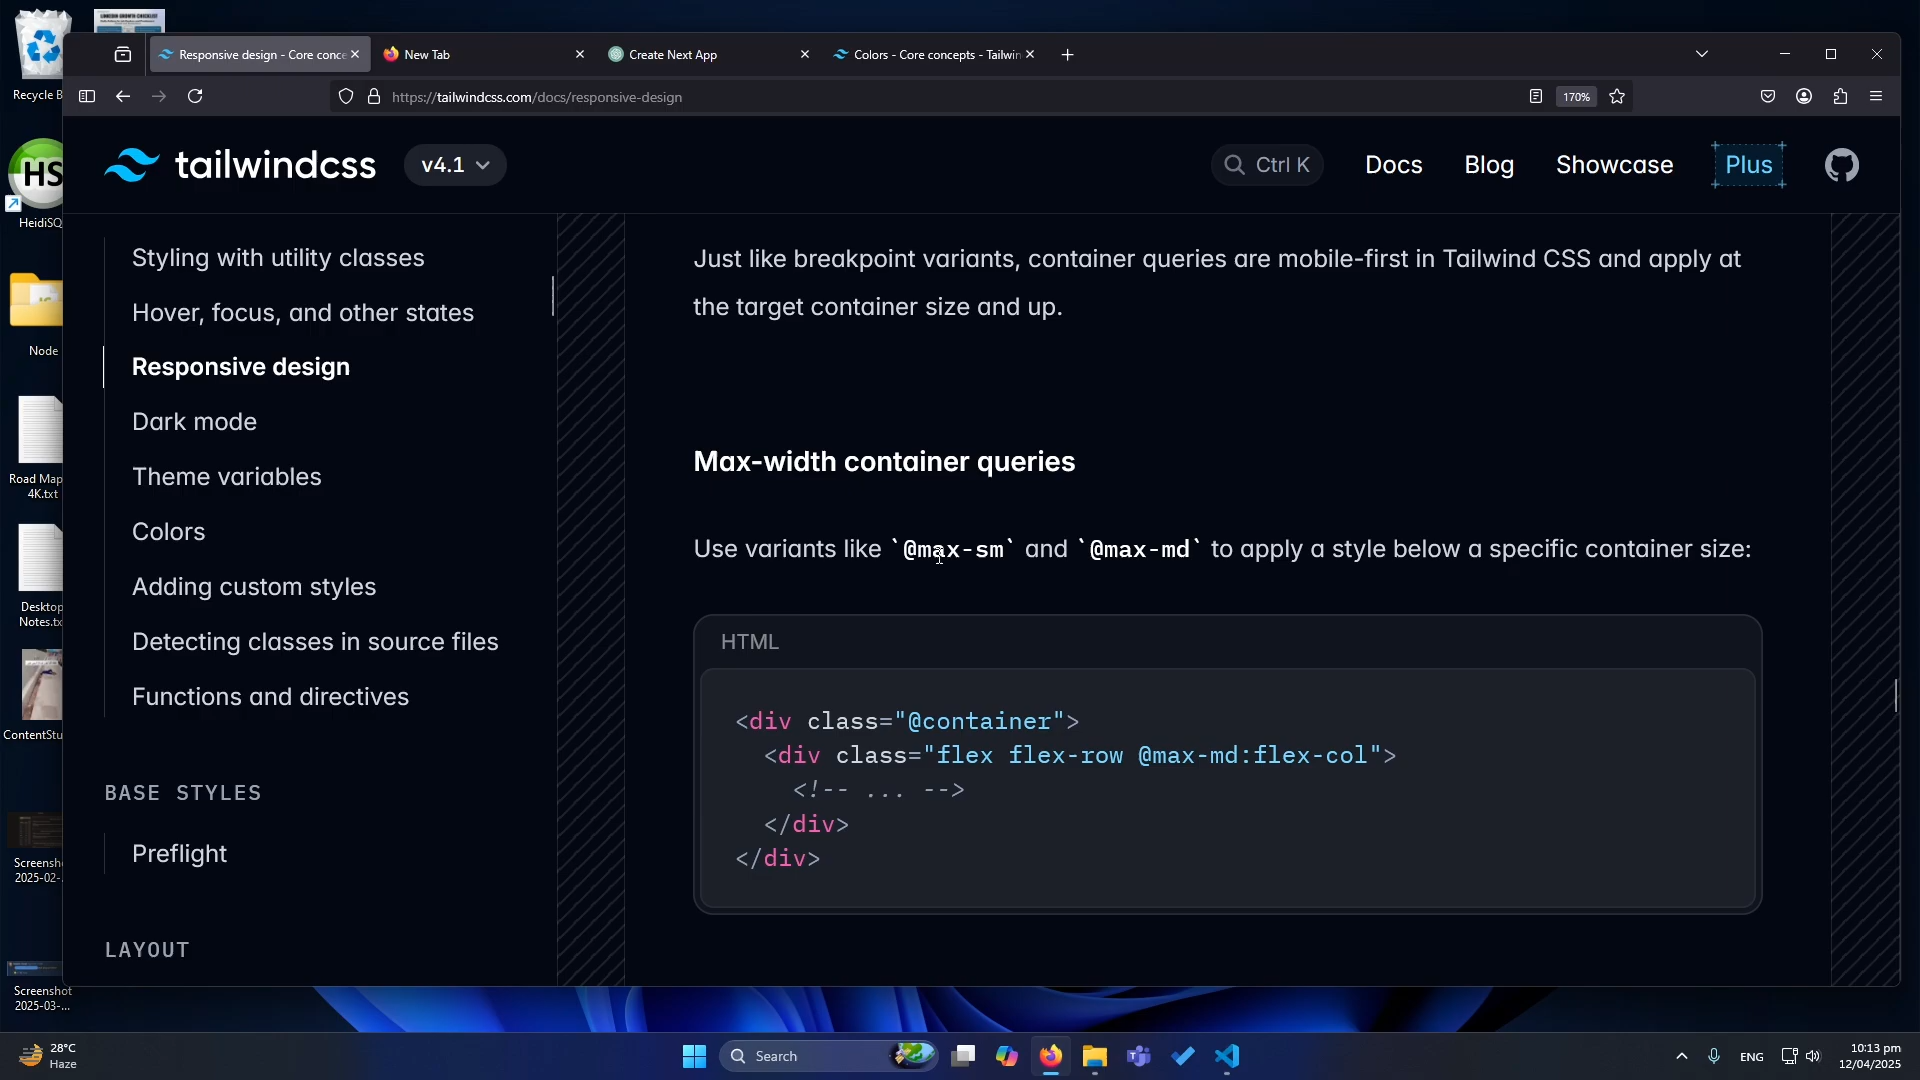 Recycle B
HeidiSQ
Node
Road Map
4K.txt
Desktop
Notes.tx
ContentStu
Screensh
2025-02-
Screenshot
2025-03-...
Responsive design - Core conce
New Tab
Create Next App
Colors - Core concepts - Tailwin
https://tailwindcss.com/docs/responsive-design
170%
tailwindcss
v4.1
Ctrl K
Docs
Blog
Showcase
Plus
Styling with utility classes
Hover, focus, and other states
Responsive design
Dark mode
Theme variables
Colors
Adding custom styles
Detecting classes in source files
Functions and directives
BASE STYLES
Preflight
LAYOUT
Just like breakpoint variants, container queries are mobile-first in Tailwind CSS and apply at
the target container size and up.
Max-width container queries
Use variants like `@max-sm` and `@max-md` to apply a style below a specific container size:
HTML
<div class="@container">
<div class="flex flex-row @max-md:flex-col">
<!-- ... -->
</div>
</div>
28°C
Haze
Search
ENG
10:13 pm
12/04/2025